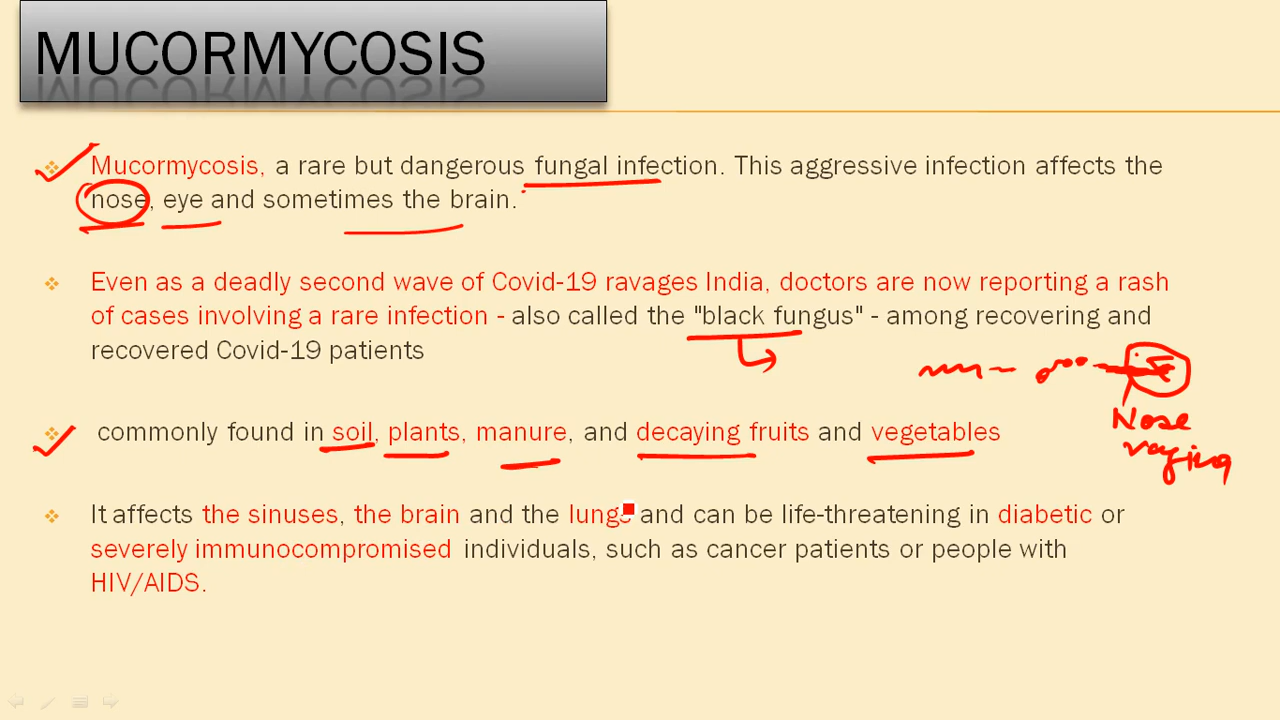 MUCORMYCOSIS
Mucormycosis, a rare but dangerous fungal infection. This aggressive infection affects the
nose, eye and sometimes the brain.
Even as a deadly second wave of Covid-19 ravages India, doctors are now reporting a rash
of cases involving a rare infection - also called the "black fungus" - among recovering and
recovered Covid-19 patients
commonly found in soil, plants, manure, and decaying fruits and vegetables
Nose
It affects the sinuses, the brain and the lungs and can be life-threatening in diabetic or
severely immunocompromised individuals, such as cancer patients or people with
HIV/AIDS.